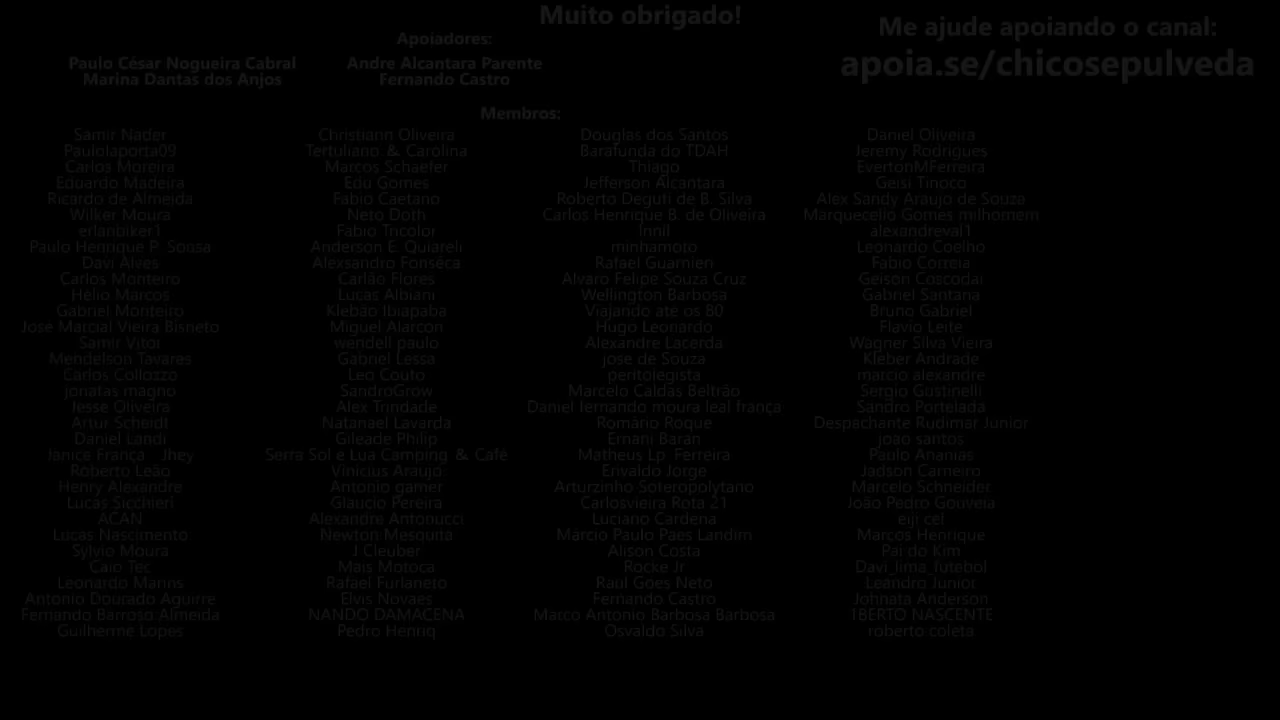 Muito obrigado!
Me ajude apoiando o canal:
apoia.se/chicosepulveda
Apoiadores:
Paulo César Nogueira Cabral
Marina Dantas dos Anjos
Andre Alcantara Parente
Fernando Castro
Membros:
Samir Nader
Paulolaporta09
Carlos Moreira
Eduardo Madeira
Ricardo de Almeida
Wilker Moura
erlanbiker1
Paulo Henrique P. Sousa
Davi Alves
Carlos Monteiro
Hélio Marcos
Gabriel Monteiro
Jose Marcial Vieira Bisneto
Samir Vitor
Mendelson Tavares
Carlos Collozzo
jonatas magno
Jesse Oliveira
Artur Scheidt
Daniel Landi
Janice França _Jhey
Roberto Leão
Henry Alexandre
Lucas Sicchieri
ACAN
Lucas Nascimento
Sylvio Moura
Caio Tec
Leonardo Marins
Antonio Dourado Aguirre
Fernando Barroso Almeida
Guilherme Lopes
Christiann Oliveira
Tertuliano & Carolina
Marcos Schaefer
Edu Gomes
Fabio Caetano
Neto Doth
Fábio Tricolor
Anderson E. Quiareli
Alexsandro Fonséca
Carlão Flores
Lucas Albiani
Klebão Ibiapaba
Miguel Alarcon
wendell paulo
Gabriel Lessa
Leo Couto
SandroGrow
Alex Trindade
Natanael Lavarda
Gileade Philip
Serra Sol e Lua Camping & Café
Vinicius Araujo
Antonio gamer
Glaucio Pereira
Alexandre Antonucci
Newton Mesquita
J Cleuber
Mais Motoca
Rafael Furlaneto
Elvis Novaes
NANDO DAMACENA
Pedro Henriq
Douglas dos Santos
Barafunda do TDAH
Thiago
Jefferson Alcantara
Roberto Deguti de B. Silva
Carlos Henrique B. de Oliveira
minhamoto
Rafael Guamien
Alvaro Felipe Souza Cruz
Wellington Barbosa
Viajando ate os 80
Hugo Leonardo
Alexandre Lacerda
jose de Souza
peritolegista
Marcelo Caldas Beltrão
Daniel fernando moura leal frança
Romário Roque
Ernani Baran
Matheus Lp. Ferreira
Erivaldo Jorge
Arturzinho Soteropolytano
Carlosvieira Rota 21
Luciano Cardena
Márcio Paulo Paes Landim
Alison Costa
Rocke Jr
Raul Goes Neto
Fernando Castro
Marco Antonio Barbosa Barbosa
Osvaldo Silva
Daniel Oliveira
Jeremy Rodrigues
EvertonMFerreira
Geisi Tinoco
Alex Sandy Araujo de Souza
Marquecello Gomes milhomem
alexandreval1
Leonardo Coelho
Fabio Correia
Geison Coscodai
Gabriel Santana
Bruno Gabriel
Flavio Leite
Wagner Silva Vieira
Kleber Andrade
marcio alexandre
Sergio Gustinelli
Sandro Portelada
Despachante Rudimar Junior
joao santos
Paulo Ananias
Jadson Carneiro
Marcelo Schneider
João Pedro Gouveia
eiji cel
Marcos Henrique
Pai do Kim
Davi_lima_futebol
Leandro Junior
Johnata Anderson
IBERTO NASCENTE
roberto coleta